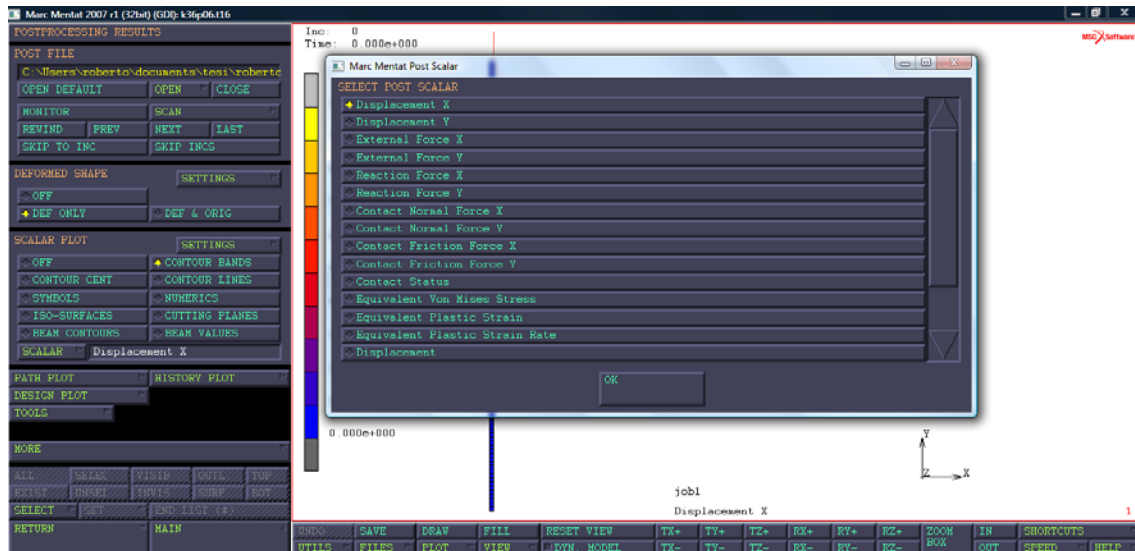 Marc Mentat 2007 r1 (32bit) (GDI): k36p06.t16
POSTPROCESSING RESULTS
POST FILE
C:\Users\roberto\documents\tesi\roberto
OPEN DEFAULT OPEN CLOSE
MONITOR SCAN
REWIND PREV NEXT LAST
SKIP TO INC SKIP INCS
DEFORMED SHAPE SETTINGS
OFF
DEF ONLY DEF & ORIG
SCALAR PLOT SETTINGS
OFF CONTOUR BANDS
CONTOUR CENT CONTOUR LINES
SYMBOLS NUMERICS
ISO-SURFACES CUTTING PLANES
BEAM CONTOURS BEAM VALUES
SCALAR Displacement X
PATH PLOT HISTORY PLOT
DESIGN PLOT
TOOLS
MORE
ALL SELEC VISIB OUTL TOP
EXIST UNSEL INVIS SURF BOT
SELECT SET END LIST (#)
RETURN MAIN
Inc: 0
Time: 0.000e+000
MSC Software
Marc Mentat Post Scalar
SELECT POST SCALAR
Displacement X
Displacement Y
External Force X
External Force Y
Reaction Force X
Reaction Force Y
Contact Normal Force X
Contact Normal Force Y
Contact Friction Force X
Contact Friction Force Y
Contact Status
Equivalent Von Mises Stress
Equivalent Plastic Strain
Equivalent Plastic Strain Rate
Displacement
OK
0.000e+000
Y
Z X
job1
Displacement X
1
UNDO SAVE DRAW FILL RESET VIEW TX+ TY+ TZ+ RX+ RY+ RZ+ ZOOM BOX IN SHORTCUTS
UTILS FILES PLOT VIEW DYN. MODEL TX- TY- TZ- RX- RY- RZ- OUT SPEED HELP